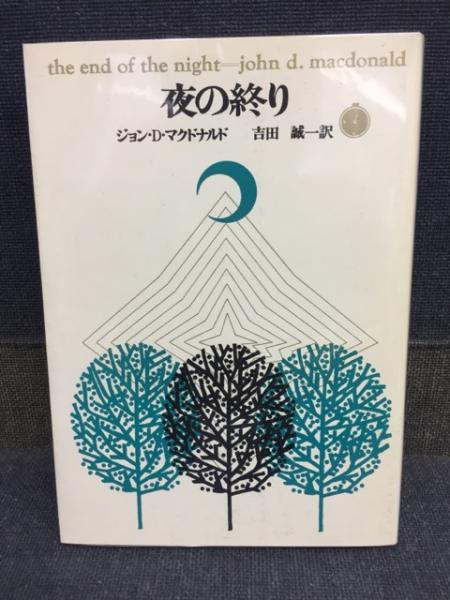 the end of the night—john d. macdonald
夜の終り
ジョン・D・マクドナルド 吉田 誠一訳